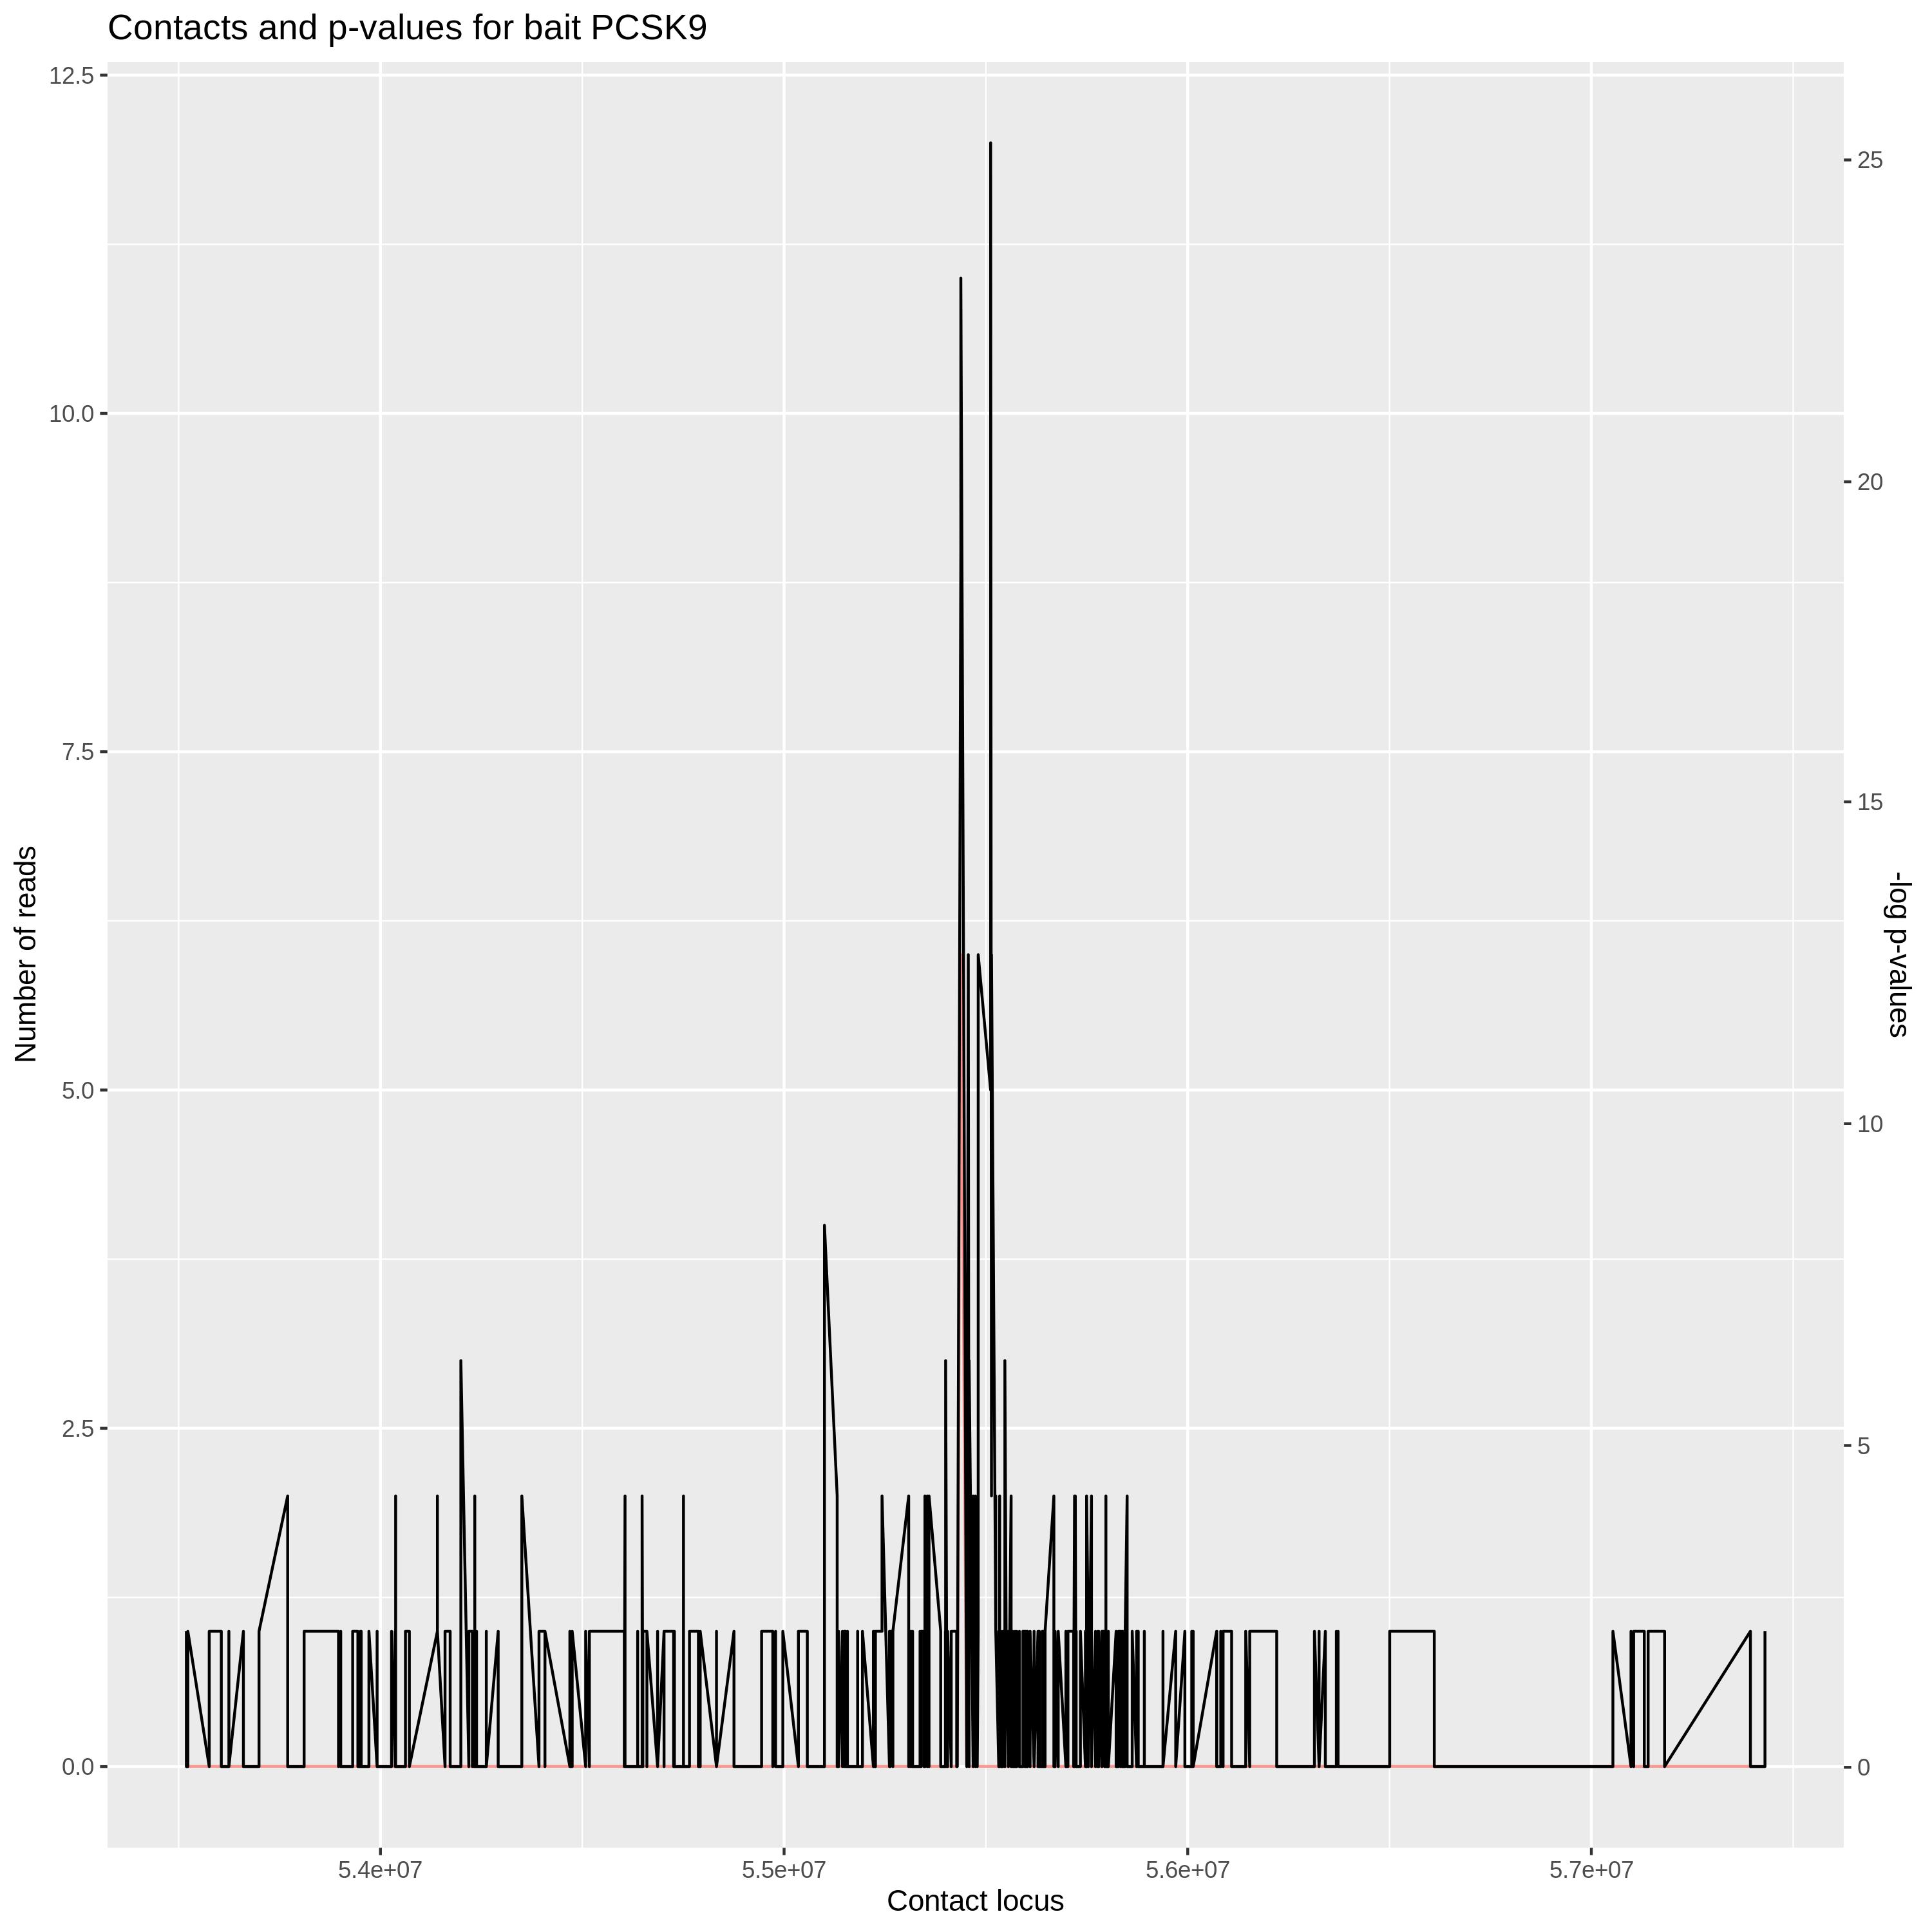 Contacts and p-values for bait PCSK9
12.5
10.0
7.5
5.0
2.5
0.0
Number of reads
25
20
15
10
5
0
-log p-values
5.4e+07
5.5e+07
5.6e+07
5.7e+07
Contact locus